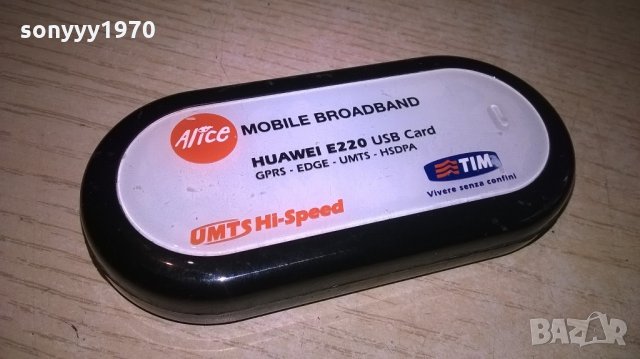 sonyyy1970
Alice MOBILE BROADBAND
HUAWEI E220 USB Card
GPRS - EDGE - UMTS - HSDPA
TIM
Vivere senza confini
UMTS Hi-Speed
BAZAR